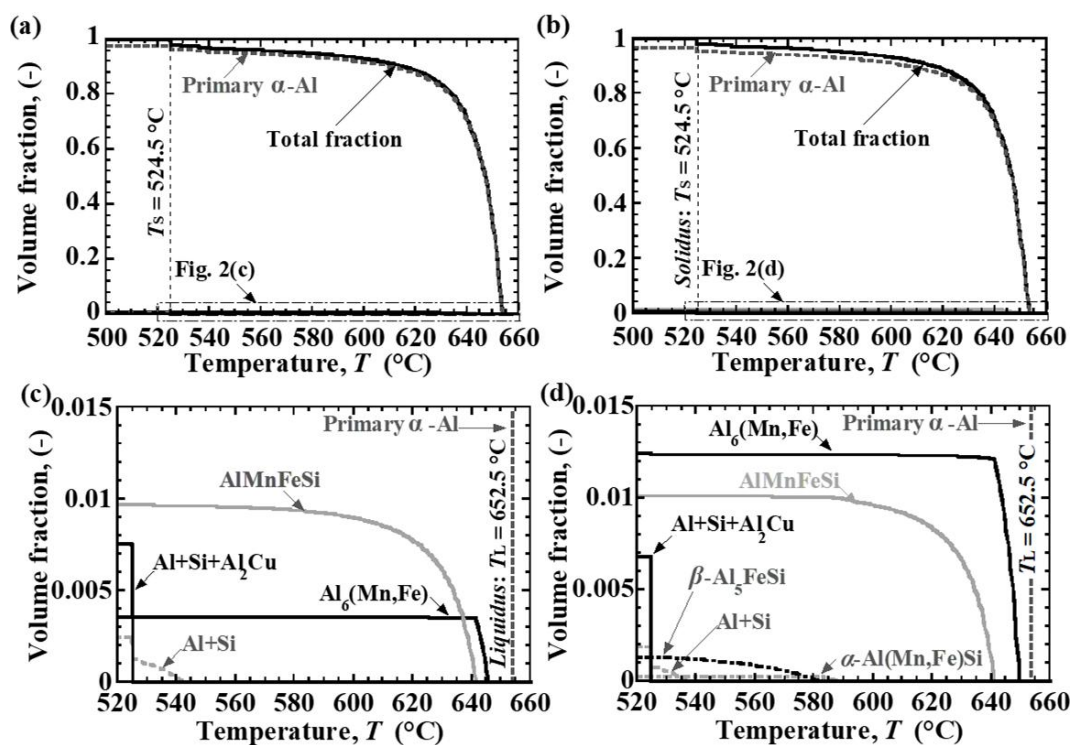 (a)
1
0.8
0.6
0.4
0.2
0
Volume fraction, (-)
Primary α-Al
Total fraction
Ts = 524.5 °C
Fig. 2(c)
500 520 540 560 580 600 620 640 660
Temperature, T (°C)
(b)
1
0.8
0.6
0.4
0.2
0
Volume fraction, (-)
Primary α-Al
Total fraction
Solidus: Ts = 524.5 °C
Fig. 2(d)
500 520 540 560 580 600 620 640 660
Temperature, T (°C)
(c)
0.015
0.01
0.005
0
Volume fraction, (-)
Primary α -Al
AlMnFeSi
Al+Si+Al2Cu
Al6(Mn,Fe)
Al+Si
Liquidus: TL = 652.5 °C
520 540 560 580 600 620 640 660
Temperature, T (°C)
(d)
0.015
0.01
0.005
0
Volume fraction, (-)
Al6(Mn,Fe)
Primary α -Al
AlMnFeSi
Al+Si+Al2Cu
β-Al5FeSi
Al+Si
α-Al(Mn,Fe)Si
TL = 652.5 °C
520 540 560 580 600 620 640 660
Temperature, T (°C)